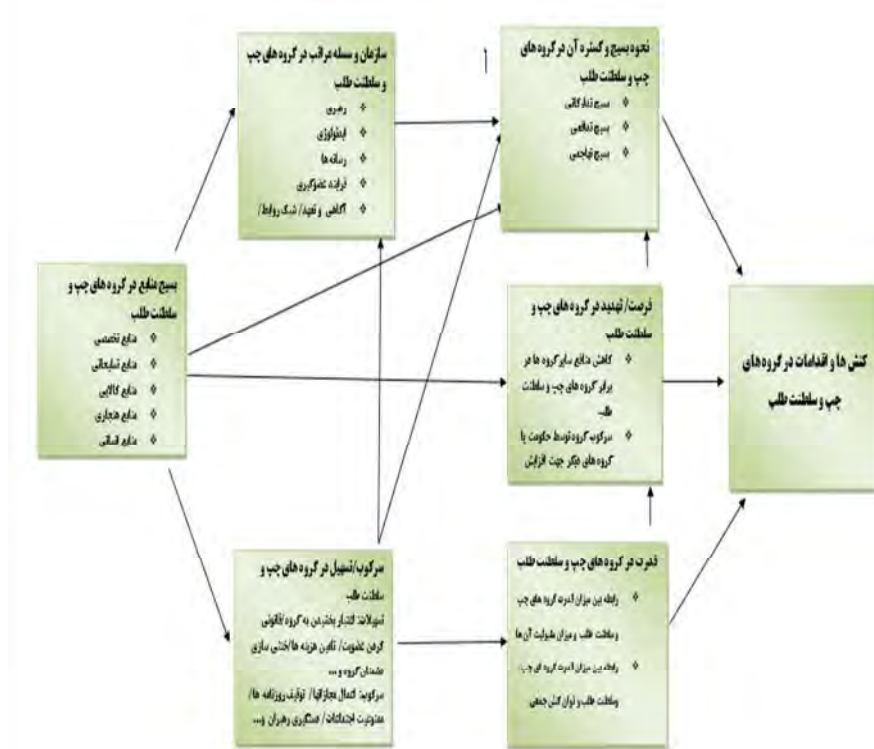 سازمان و سلسله مراتب در گروه های چپ
و سلطنت طلب
❖ رهبری
❖ ایدئولوژی
❖ رسانه ها
❖ فرایند عضوگیری
❖ آگاهی و تعهد/ شبکه روابط/
نحوه بسیج و گستره آن در گروه های
چپ و سلطنت طلب
❖ بسیج تدارکاتی
❖ بسیج تدافعی
❖ بسیج تهاجمی
بسیج منابع در گروه های چپ و
سلطنت طلب
❖ منابع تخصصی
❖ منابع تسلیحاتی
❖ منابع کالایی
❖ منابع هنجاری
❖ منابع انسانی
فرصت/ تهدید در گروه های چپ و
سلطنت طلب
❖ کاهش منافع سایر گروه ها در
برابر گروه های چپ و سلطنت
طلب
❖ سرکوب گروه توسط حکومت یا
گروه های دیگر جهت افزایش
کنش ها و اقدامات در گروه های
چپ و سلطنت طلب
سرکوب/تسهیل در گروه های چپ و
سلطنت طلب
تسهیلات: اعتبار بخشیدن به گروه/قانونی
کردن عضویت/ تامین هزینه ها/خنثی سازی
دشمنان گروه و...
سرکوب: اعمال مجازاتها/ توقیف روزنامه ها/
ممنوعیت اجتماعات/ دستگیری رهبران و...
قدرت در گروه های چپ و سلطنت طلب
❖ رابطه بین میزان قدرت گروه های چپ
و سلطنت طلب و میزان مقبولیت آن ها
❖ رابطه بین میزان قدرت گروه های چپ
وسلطنت طلب و توان کنش جمعی